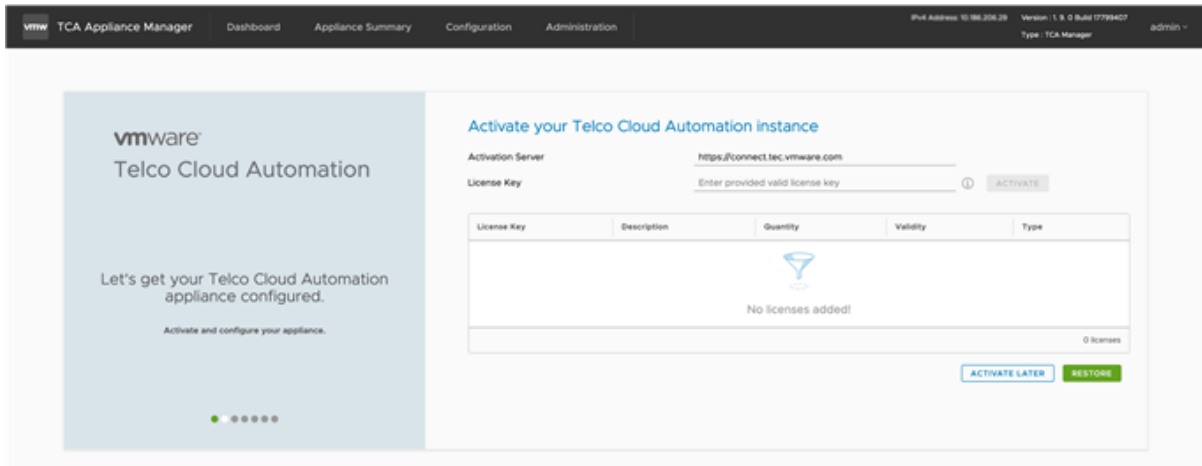 vmw TCA Appliance Manager Dashboard Appliance Summary Configuration Administration IPv4 Address: 10.186.206.29 Version : 1. 9. 0 Build 17799407 admin
Type : TCA Manager
vmware
Telco Cloud Automation
Let's get your Telco Cloud Automation
appliance configured.
Activate and configure your appliance.
Activate your Telco Cloud Automation instance
Activation Server https://connect.tec.vmware.com
License Key Enter provided valid license key ACTIVATE
License Key Description Quantity Validity Type
No licenses added!
0 licenses
ACTIVATE LATER RESTORE